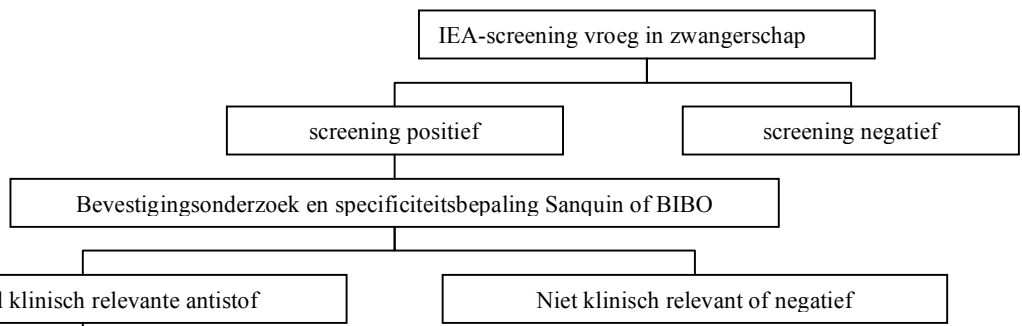 IEA-screening vroeg in zwangerschap
screening positief
screening negatief
Bevestigingsonderzoek en specificiteitsbepaling Sanquin of BIBO
klinisch relevante antistof
Niet klinisch relevant of negatief